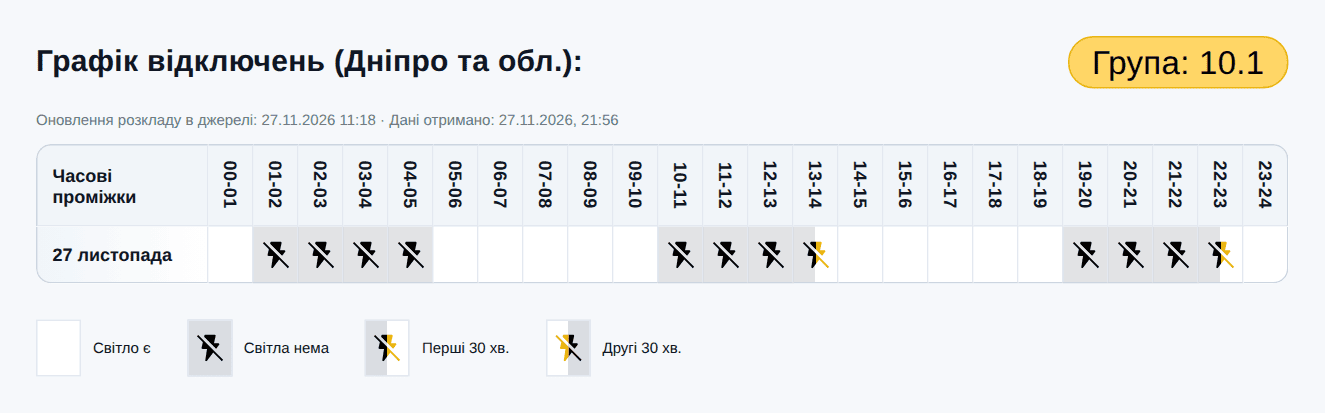 Графік відключень (Дніпро та обл.):
Група: 10.1
Оновлення розкладу в джерелі: 27.11.2026 11:18 · Дані отримано: 27.11.2026, 21:56
Часові
проміжки
00-01
01-02
02-03
03-04
04-05
05-06
06-07
07-08
08-09
09-10
10-11
11-12
12-13
13-14
14-15
15-16
16-17
17-18
18-19
19-20
20-21
21-22
22-23
23-24
27 листопада
Світло є
Світла нема
Перші 30 хв.
Другі 30 хв.